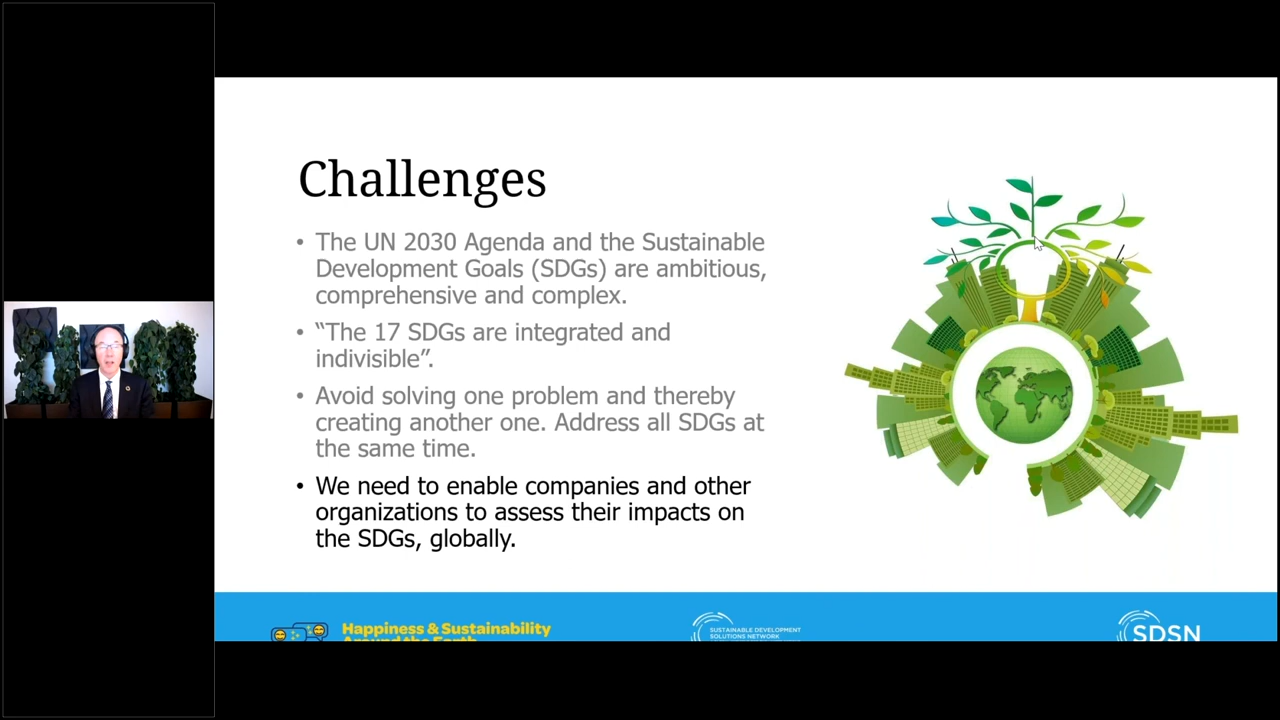 Challenges
• The UN 2030 Agenda and the Sustainable
Development Goals (SDGs) are ambitious,
comprehensive and complex.
• “The 17 SDGs are integrated and
indivisible”.
• Avoid solving one problem and thereby
creating another one. Address all SDGs at
the same time.
• We need to enable companies and other
organizations to assess their impacts on
the SDGs, globally.
Happiness & Sustainability
Around the Earth
SUSTAINABLE DEVELOPMENT
SOLUTIONS NETWORK
SDSN